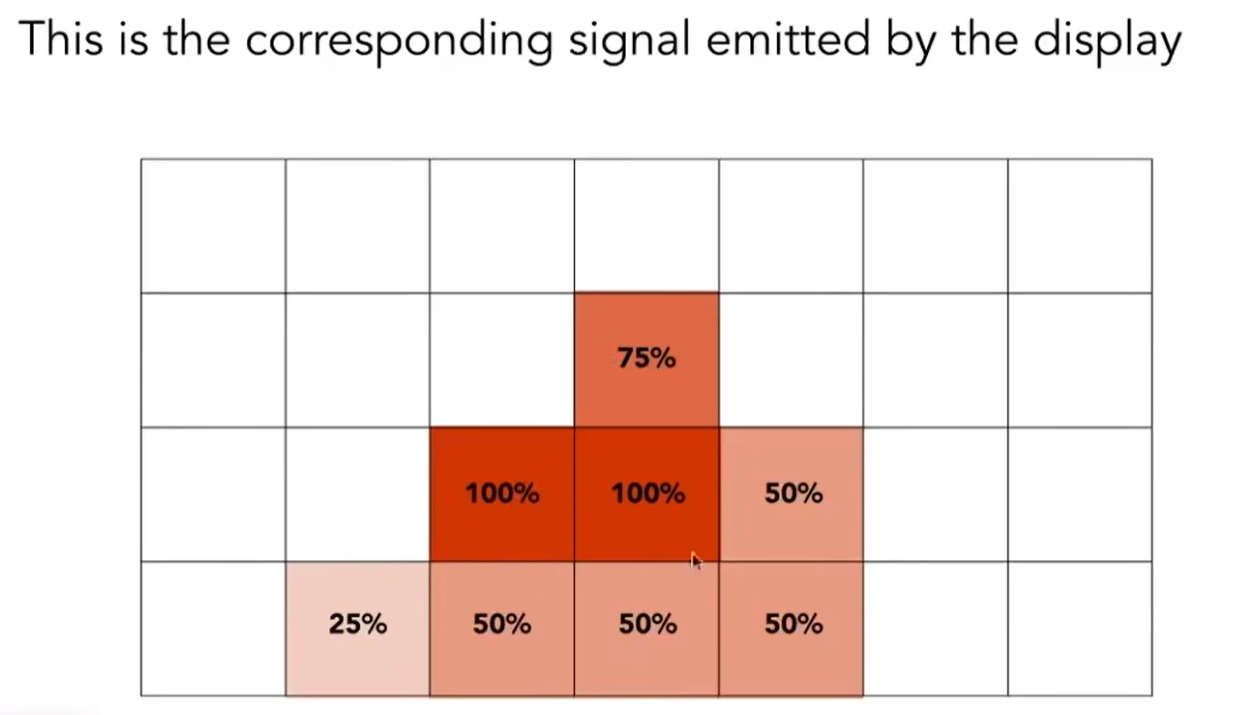 This is the corresponding signal emitted by the display
75%
100% 100% 50%
25% 50% 50% 50%